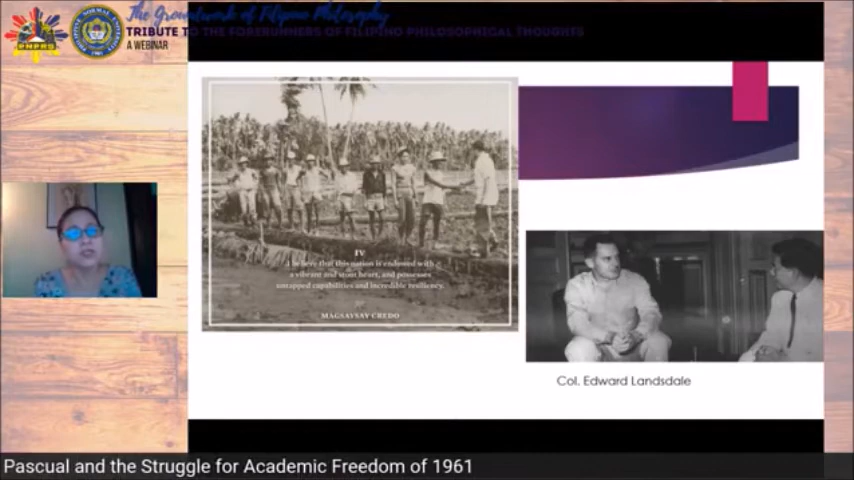 The Groundwork of Filipino Philosophy
TRIBUTE TO THE FORERUNNERS OF FILIPINO PHILOSOPHICAL THOUGHTS
A WEBINAR
PNPRS
IV
I believe that this nation is endowed with
a vibrant and stout heart, and possesses
untapped capabilities and incredible resiliency.
MAGSAYSAY CREDO
Col. Edward Landsdale
Pascual and the Struggle for Academic Freedom of 1961